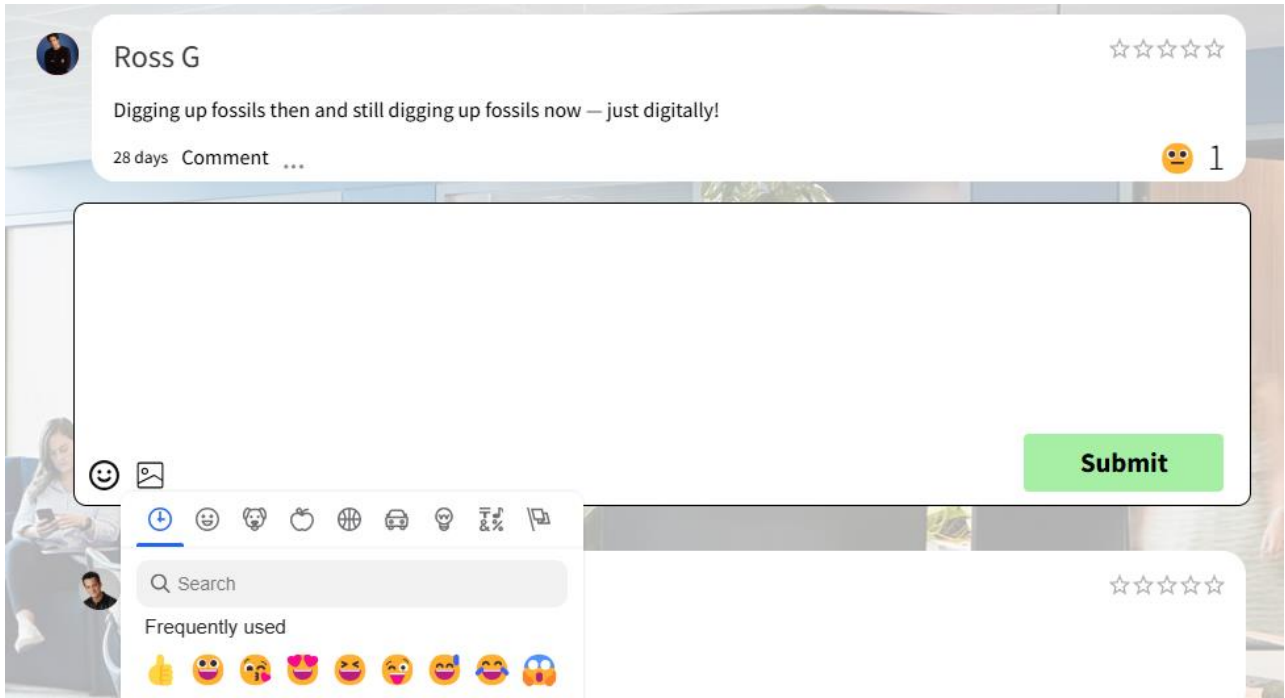 Ross G
Digging up fossils then and still digging up fossils now — just digitally!
28 days Comment ...
1
Submit
Search
Frequently used